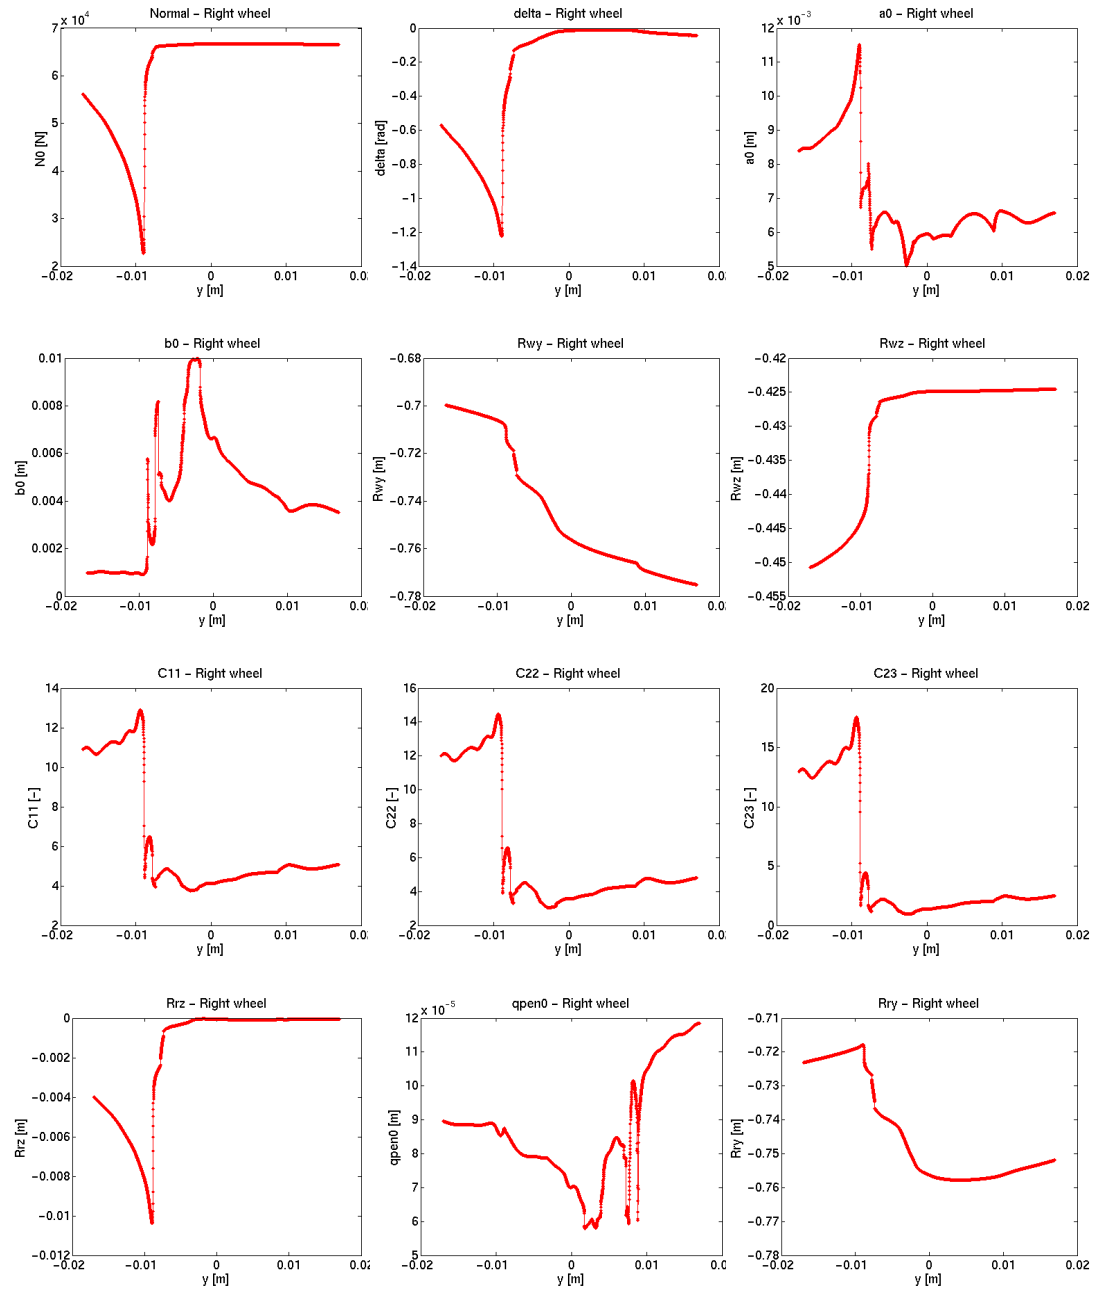 Normal – Right wheel
7 x 10^4
6
5
4
3
2
N0 [N]
−0.02 −0.01 0 0.01 0.0
y [m]
delta – Right wheel
0
−0.2
−0.4
−0.6
−0.8
−1
−1.2
−1.4
delta [rad]
−0.02 −0.01 0 0.01 0.02
y [m]
a0 – Right wheel
x 10^−3
12
11
10
9
8
7
6
5
a0 [m]
−0.02 −0.01 0 0.01 0.02
y [m]
b0 – Right wheel
0.01
0.008
0.006
0.004
0.002
0
b0 [m]
−0.02 −0.01 0 0.01 0.0
y [m]
Rwy – Right wheel
−0.68
−0.7
−0.72
−0.74
−0.76
−0.78
Rwy [m]
−0.02 −0.01 0 0.01 0.02
y [m]
Rwz – Right wheel
−0.42
−0.425
−0.43
−0.435
−0.44
−0.445
−0.45
−0.455
Rwz [m]
−0.02 −0.01 0 0.01 0.02
y [m]
C11 – Right wheel
14
12
10
8
6
4
2
C11 [−]
−0.02 −0.01 0 0.01 0.0
y [m]
C22 – Right wheel
16
14
12
10
8
6
4
2
C22 [−]
−0.02 −0.01 0 0.01 0.02
y [m]
C23 – Right wheel
20
15
10
5
0
C23 [−]
−0.02 −0.01 0 0.01 0.02
y [m]
Rrz – Right wheel
0
−0.002
−0.004
−0.006
−0.008
−0.01
−0.012
Rrz [m]
−0.02 −0.01 0 0.01 0.0
y [m]
qpen0 – Right wheel
12 x 10^−5
11
10
9
8
7
6
5
qpen0 [m]
−0.02 −0.01 0 0.01 0.02
y [m]
Rry – Right wheel
−0.71
−0.72
−0.73
−0.74
−0.75
−0.76
−0.77
−0.78
Rry [m]
−0.02 −0.01 0 0.01 0.02
y [m]